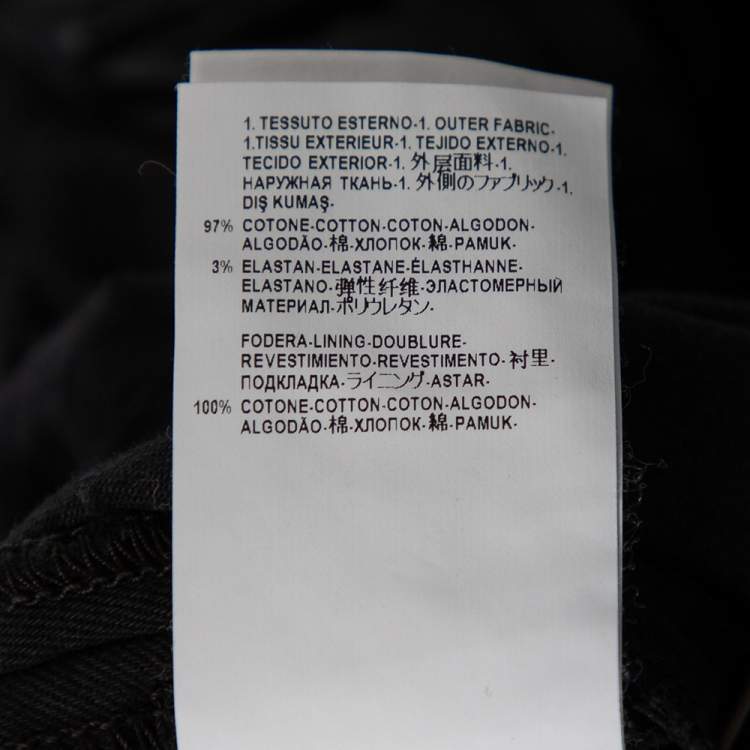 1. TESSUTO ESTERNO-1. OUTER FABRIC-
1.TISSU EXTERIEUR-1. TEJIDO EXTERNO-1.
TECIDO EXTERIOR-1. 外层面料-1.
НАРУЖНАЯ ТКАНЬ-1. 外側のファブリック-1.
DIŞ KUMAŞ-
97% COTONE-COTTON-COTON-ALGODON-
ALGODÃO-棉-ХЛОПОК-綿-PAMUK-
3% ELASTAN-ELASTANE-ÉLASTHANNE-
ELASTANO-弹性纤维-ЭЛАСТОМЕРНЫЙ
МАТЕРИАЛ-ポリウレタン-
FODERA-LINING-DOUBLURE-
REVESTIMIENTO-REVESTIMENTO-衬里-
ПОДКЛАДКА-ライニング-ASTAR-
100% COTONE-COTTON-COTON-ALGODON-
ALGODÃO-棉-ХЛОПОК-綿-PAMUK-